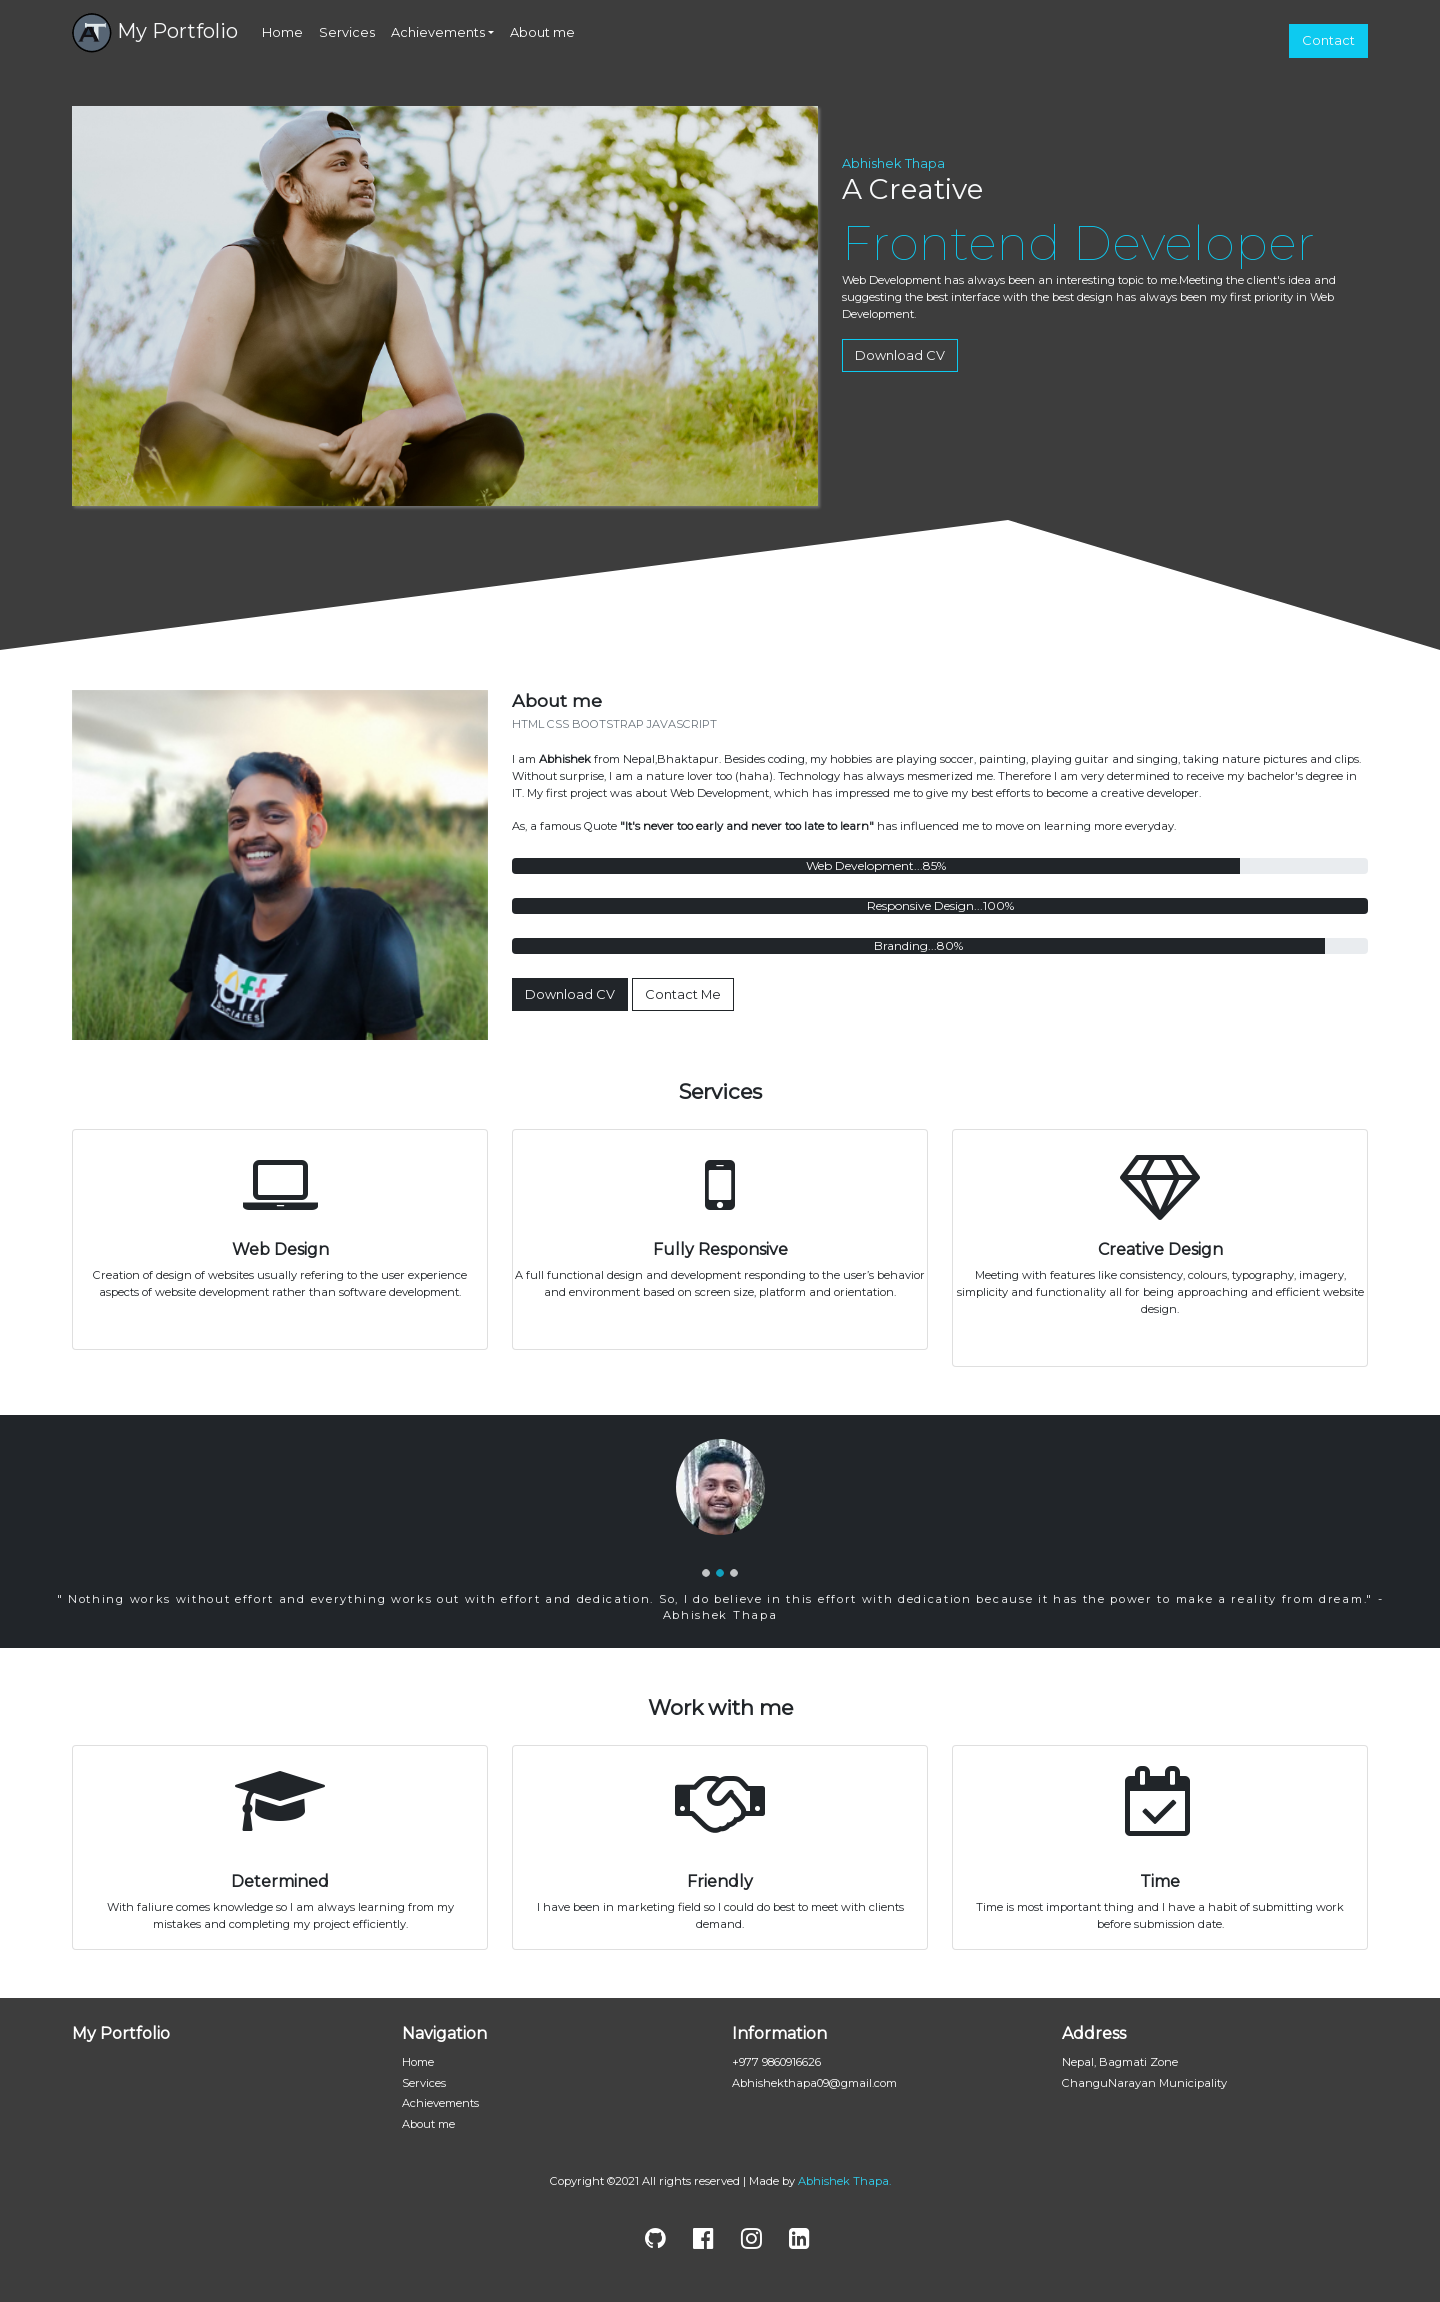 AT My Portfolio Home Services Achievements About me Contact
Abhishek Thapa
A Creative
Frontend Developer
Web Development has always been an interesting topic to me.Meeting the client's idea and
suggesting the best interface with the best design has always been my first priority in Web
Development.
Download CV
About me
HTML CSS BOOTSTRAP JAVASCRIPT
I am Abhishek from Nepal,Bhaktapur. Besides coding, my hobbies are playing soccer, painting, playing guitar and singing, taking nature pictures and clips.
Without surprise, I am a nature lover too (haha). Technology has always mesmerized me. Therefore I am very determined to receive my bachelor's degree in
IT. My first project was about Web Development, which has impressed me to give my best efforts to become a creative developer.
As, a famous Quote "It's never too early and never too late to learn" has influenced me to move on learning more everyday.
Web Development...85%
Responsive Design...100%
Branding...80%
Download CV Contact Me
Services
Web Design
Creation of design of websites usually refering to the user experience
aspects of website development rather than software development.
Fully Responsive
A full functional design and development responding to the user's behavior
and environment based on screen size, platform and orientation.
Creative Design
Meeting with features like consistency, colours, typography, imagery,
simplicity and functionality all for being approaching and efficient website
design.
" Nothing works without effort and everything works out with effort and dedication. So, I do believe in this effort with dedication because it has the power to make a reality from dream." -
Abhishek Thapa
Work with me
Determined
With faliure comes knowledge so I am always learning from my
mistakes and completing my project efficiently.
Friendly
I have been in marketing field so I could do best to meet with clients
demand.
Time
Time is most important thing and I have a habit of submitting work
before submission date.
My Portfolio
Navigation
Home
Services
Achievements
About me
Information
+977 9860916626
Abhishekthapa09@gmail.com
Address
Nepal, Bagmati Zone
ChanguNarayan Municipality
Copyright ©2021 All rights reserved | Made by Abhishek Thapa.